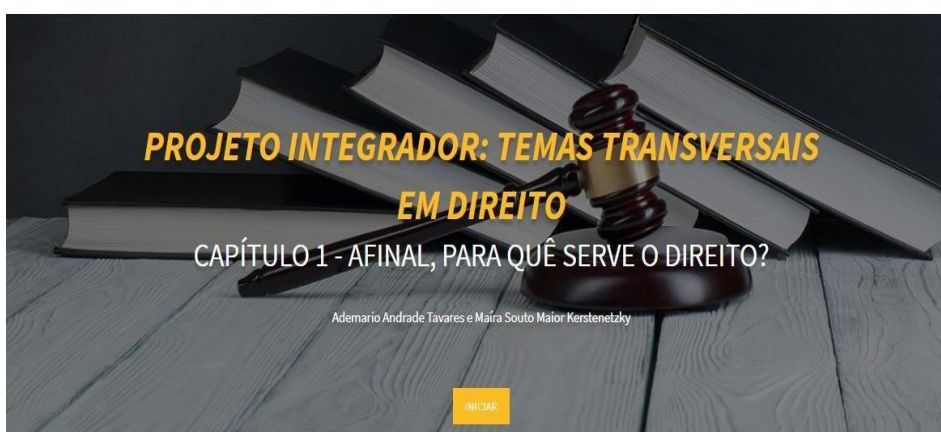 PROJETO INTEGRADOR: TEMAS TRANSVERSAIS
EM DIREITO
CAPÍTULO 1 - AFINAL, PARA QUÊ SERVE O DIREITO?
Ademario Andrade Tavares e Maíra Souto Maior Kerstenetzky
INICIAR